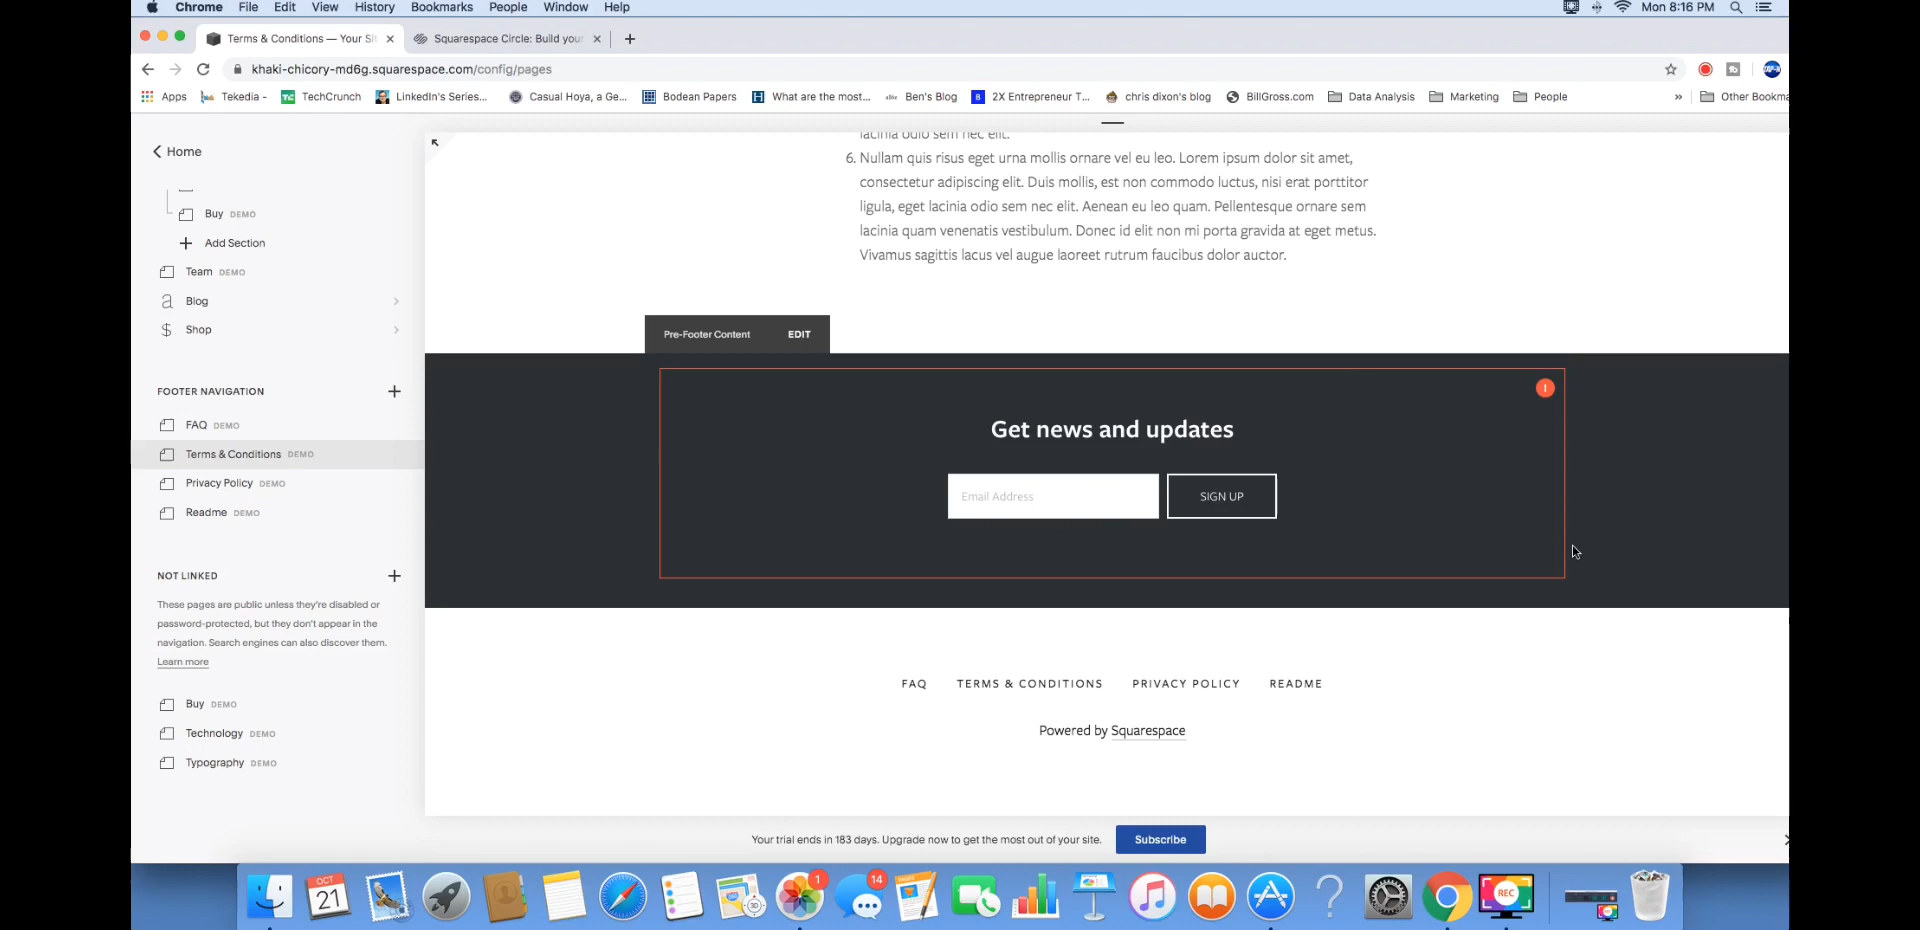 Chrome File Edit View History Bookmarks People Window Help Mon 8:16 PM
Terms & Conditions — Your Sit Squarespace Circle: Build your
khaki-chicory-md6g.squarespace.com/config/pages
Apps Tekedia - TechCrunch LinkedIn's Series... Casual Hoya, a Ge... Bodean Papers What are the most... Ben's Blog 2X Entrepreneur T... chris dixon's blog BillGross.com Data Analysis Marketing People » Other Bookma
Home
Buy DEMO
Add Section
Team DEMO
Blog
Shop
FOOTER NAVIGATION
FAQ DEMO
Terms & Conditions DEMO
Privacy Policy DEMO
Readme DEMO
NOT LINKED
These pages are public unless they're disabled or
password-protected, but they don't appear in the
navigation. Search engines can also discover them.
Learn more
Buy DEMO
Technology DEMO
Typography DEMO
lacinia odio sem nec elit.
6. Nullam quis risus eget urna mollis ornare vel eu leo. Lorem ipsum dolor sit amet,
consectetur adipiscing elit. Duis mollis, est non commodo luctus, nisi erat porttitor
ligula, eget lacinia odio sem nec elit. Aenean eu leo quam. Pellentesque ornare sem
lacinia quam venenatis vestibulum. Donec id elit non mi porta gravida at eget metus.
Vivamus sagittis lacus vel augue laoreet rutrum faucibus dolor auctor.
Pre-Footer Content EDIT
Get news and updates
Email Address SIGN UP
FAQ TERMS & CONDITIONS PRIVACY POLICY README
Powered by Squarespace
Your trial ends in 183 days. Upgrade now to get the most out of your site. Subscribe
OCT
21
1
14
PAGES
REC